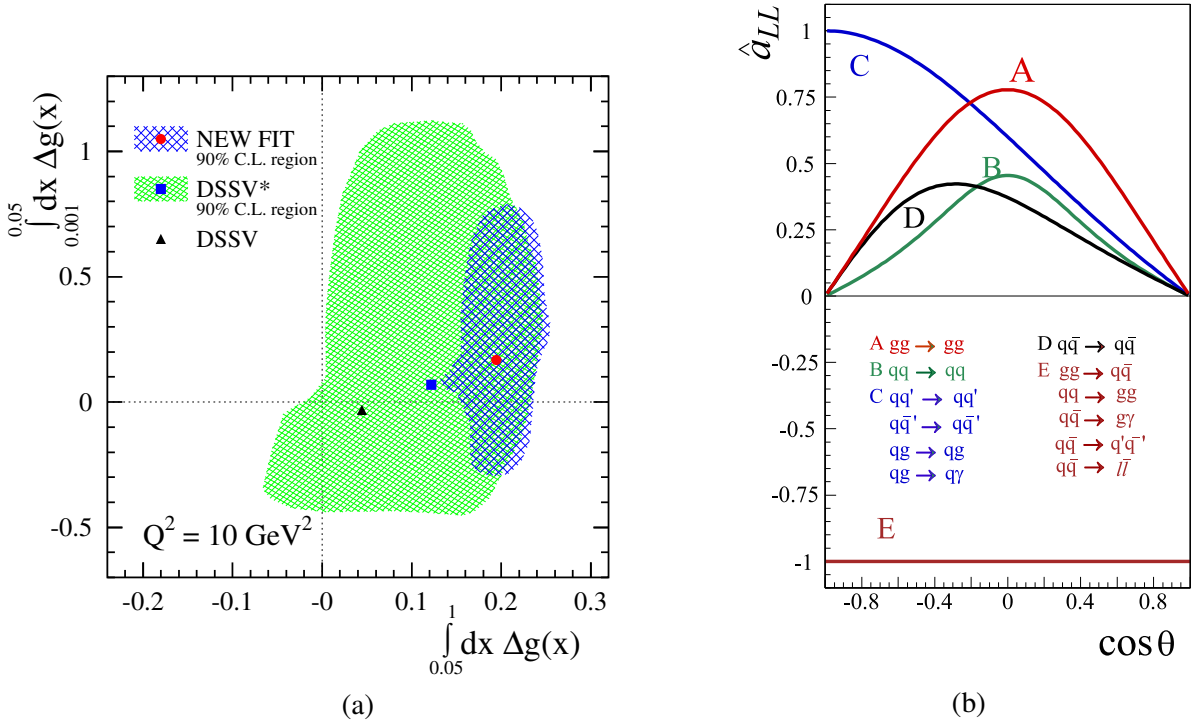 1
0.5
0
-0.5
-0.2
-0
0.1
0.2
0.3
∫ dx Δg(x)
0.05
0.001
NEW FIT
90% C.L. region
DSSV*
90% C.L. region
DSSV
Q² = 10 GeV²
1
∫ dx Δg(x)
0.05
(a)
â_LL
1
0.75
0.5
0.25
0
-0.25
-0.5
-0.75
-1
C
A
B
D
A gg → gg
B qq → qq
C qq' → qq'
qq̄' → qq̄'
qg → qg
qg → qγ
D qq̄ → qq̄
E gg → qq̄
qq → gg
qq̄ → gγ
qq̄ → q'q̄'
qq̄ → ll̄
E
-0.8
-0.4
0
0.4
0.8
cos θ
(b)